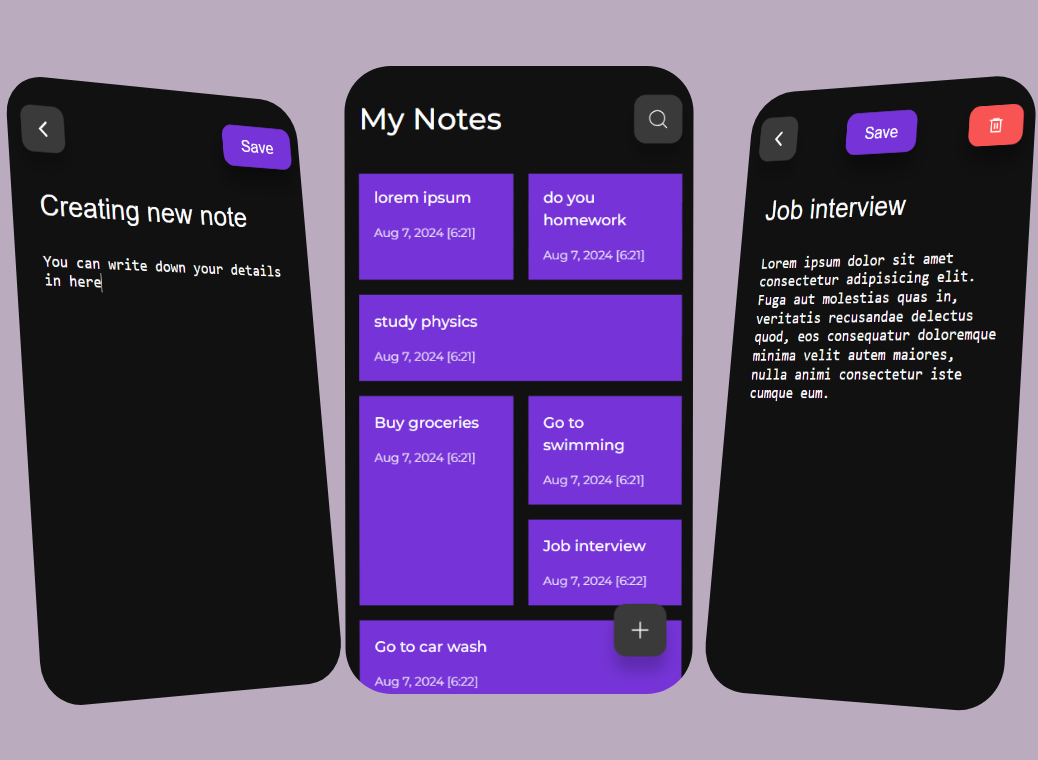 Save
Creating new note
You can write down your details
in here
My Notes
lorem ipsum
Aug 7, 2024 [6:21]
do you
homework
Aug 7, 2024 [6:21]
study physics
Aug 7, 2024 [6:21]
Buy groceries
Aug 7, 2024 [6:21]
Go to
swimming
Aug 7, 2024 [6:21]
Job interview
Aug 7, 2024 [6:22]
Go to car wash
Aug 7, 2024 [6:22]
Save
Job interview
Lorem ipsum dolor sit amet
consectetur adipisicing elit.
Fuga aut molestias quas in,
veritatis recusandae delectus
quod, eos consequatur doloremque
minima velit autem maiores,
nulla animi consectetur iste
cumque eum.